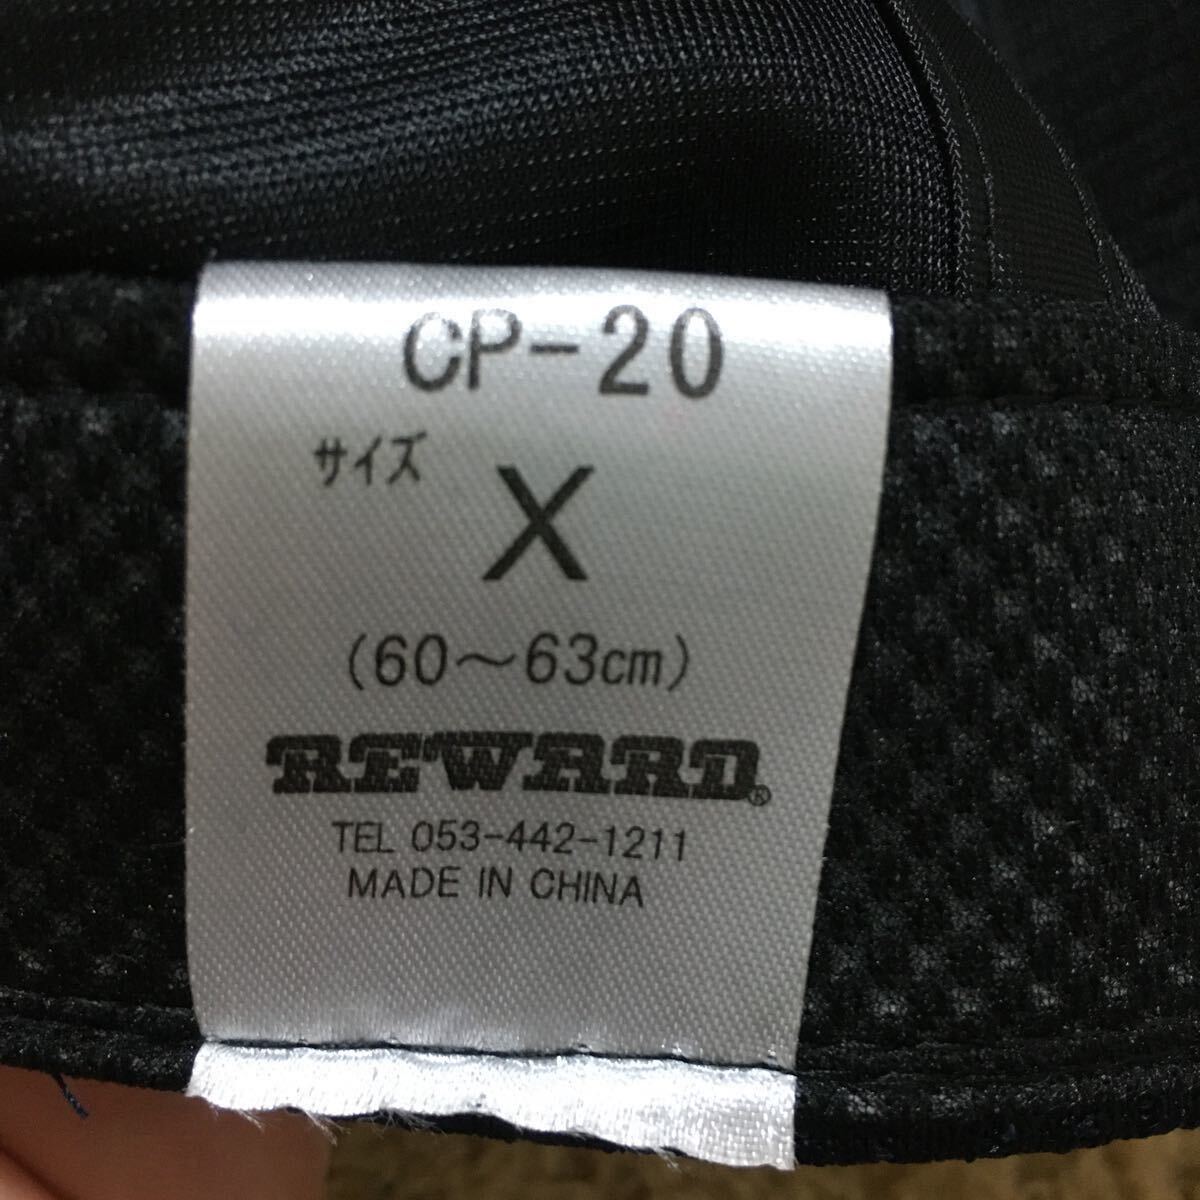 CP-20
サイズ X
(60～63cm)
REWARD®
TEL 053-442-1211
MADE IN CHINA